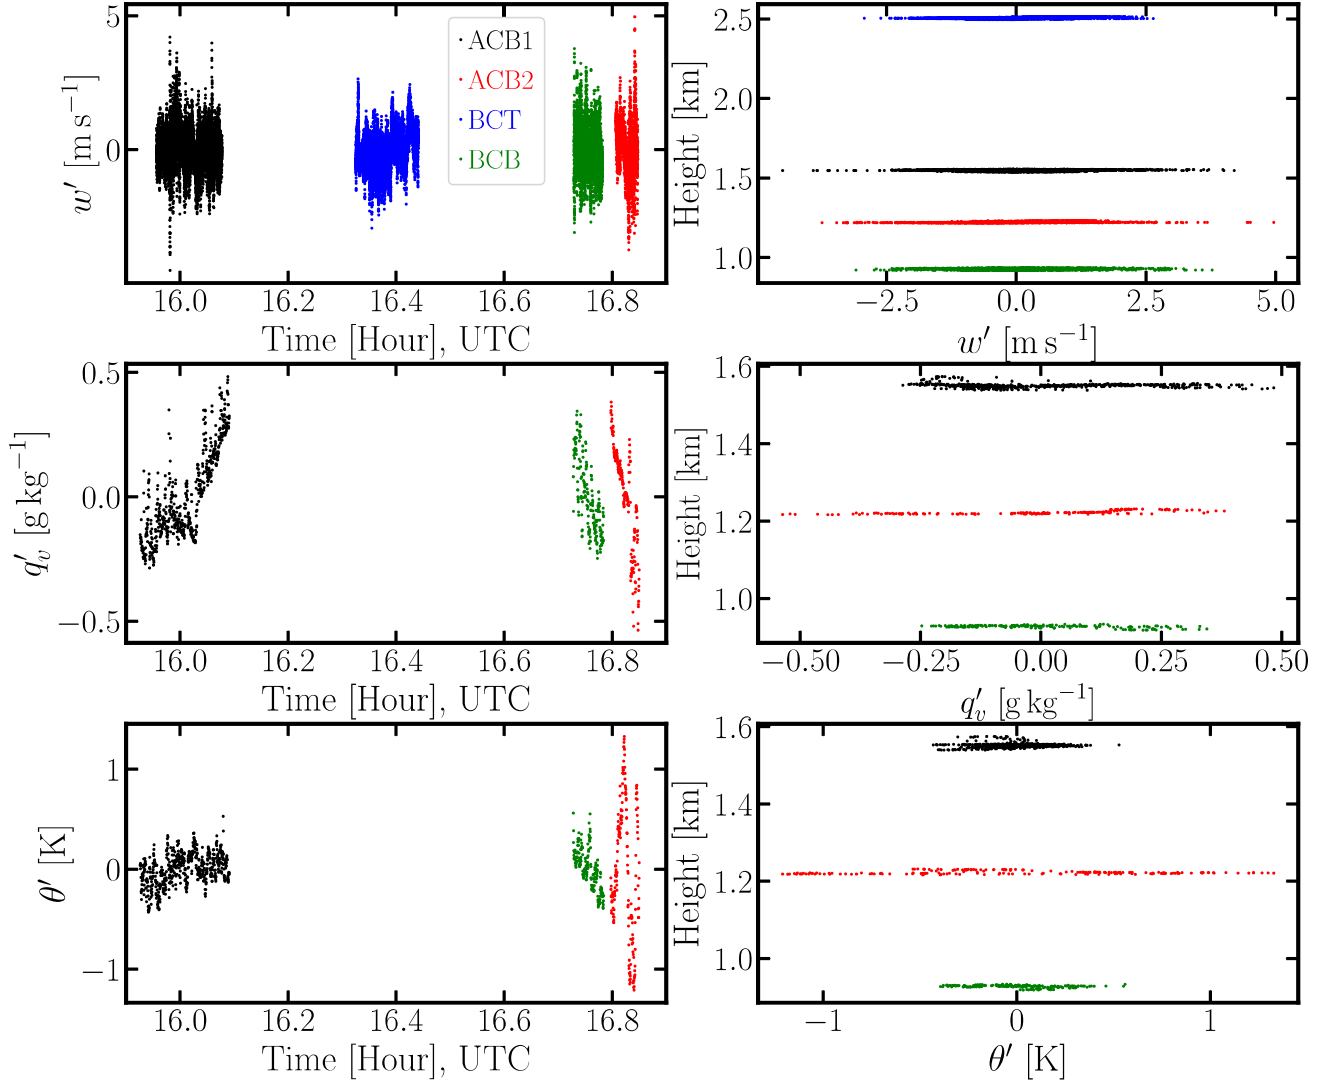 5
0
w′ [m s⁻¹]
ACB1
ACB2
BCT
BCB
16.0 16.2 16.4 16.6 16.8
Time [Hour], UTC
2.5
2.0
1.5
1.0
Height [km]
−2.5 0.0 2.5 5.0
w′ [m s⁻¹]
0.5
0.0
−0.5
q′ᵥ [g kg⁻¹]
16.0 16.2 16.4 16.6 16.8
Time [Hour], UTC
1.6
1.4
1.2
1.0
Height [km]
−0.50 −0.25 0.00 0.25 0.50
q′ᵥ [g kg⁻¹]
1
0
−1
θ′ [K]
16.0 16.2 16.4 16.6 16.8
Time [Hour], UTC
1.6
1.4
1.2
1.0
Height [km]
−1 0 1
θ′ [K]